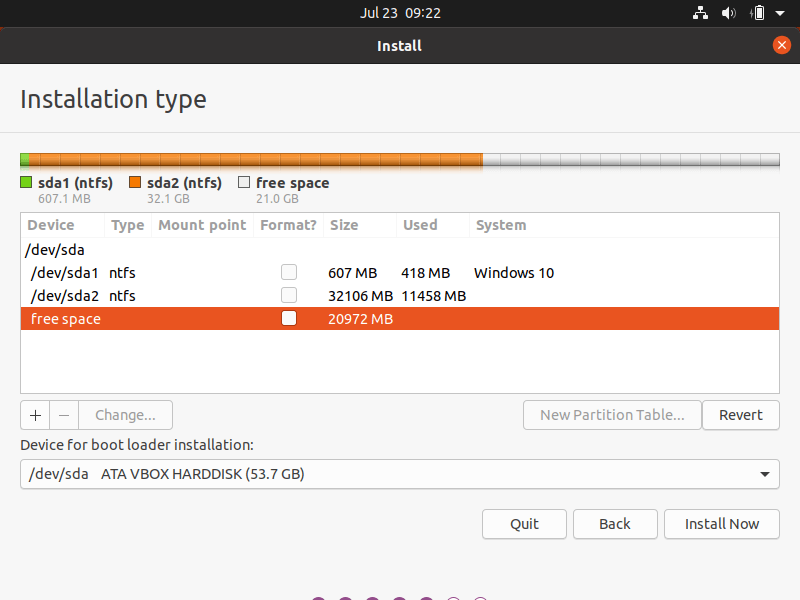 Jul 23 09:22
Install
Installation type
sda1 (ntfs) sda2 (ntfs) free space
607.1 MB 32.1 GB 21.0 GB
Device Type Mount point Format? Size Used System
/dev/sda
/dev/sda1 ntfs 607 MB 418 MB Windows 10
/dev/sda2 ntfs 32106 MB 11458 MB
free space 20972 MB
+ − Change... New Partition Table... Revert
Device for boot loader installation:
/dev/sda ATA VBOX HARDDISK (53.7 GB)
Quit Back Install Now